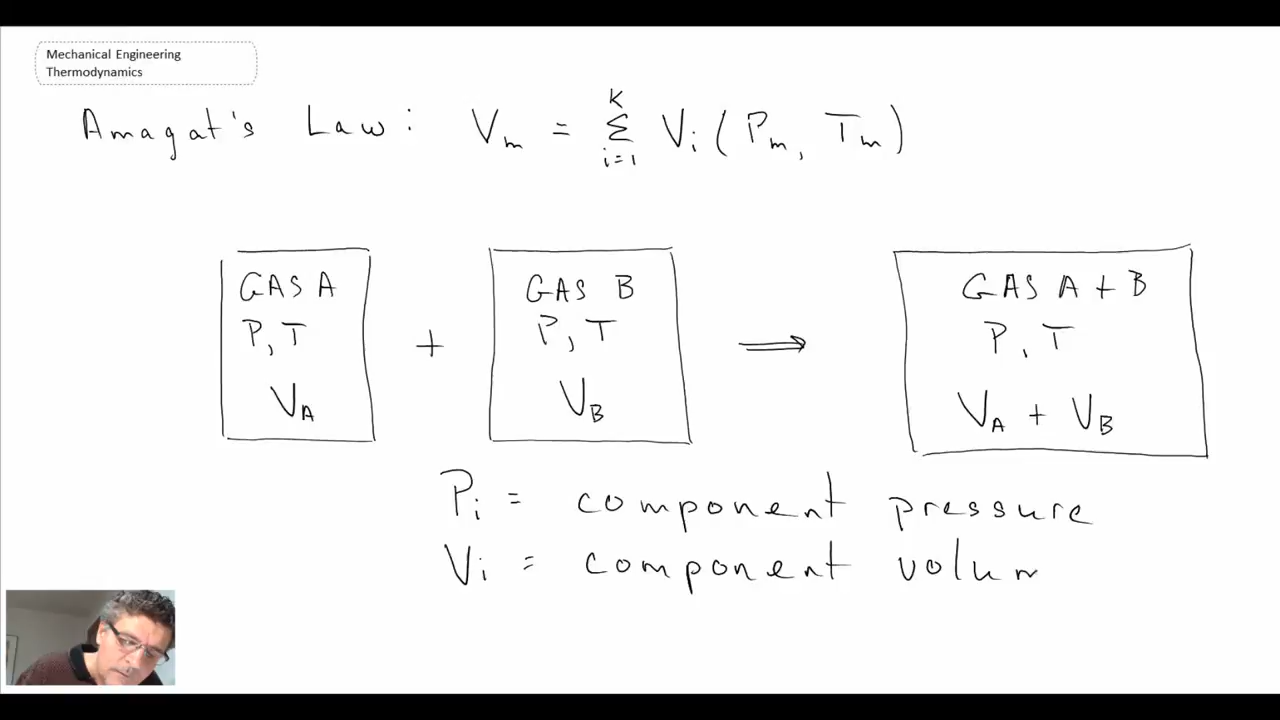 Mechanical Engineering
Thermodynamics
Amagat's Law: Vm = K Σ i=1 Vi (Pm, Tm)
GAS A GAS B GAS A + B
P, T + P, T ⇒ P, T
VA VB VA + VB
Pi = component pressure
Vi = component volum